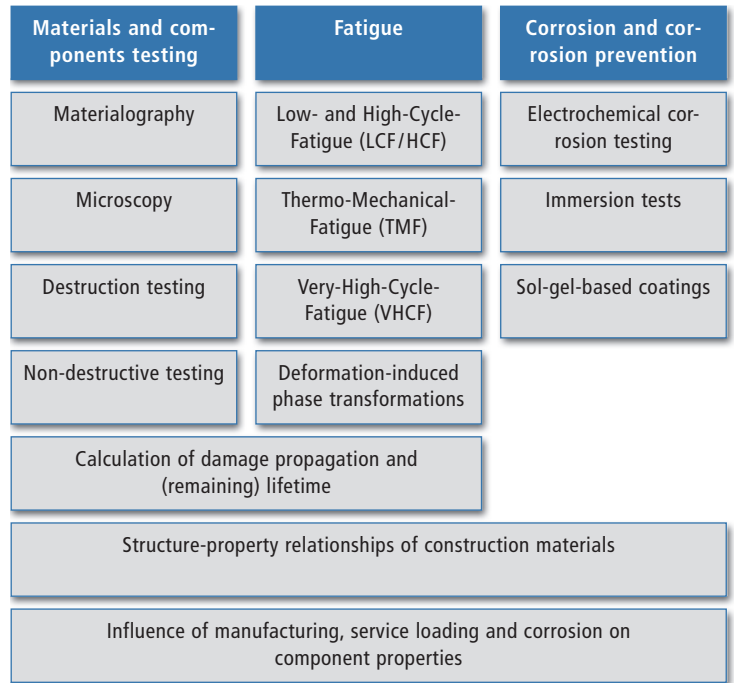 Materials and com-
ponents testing
Fatigue
Corrosion and cor-
rosion prevention
Materialography
Low- and High-Cycle-
Fatigue (LCF/HCF)
Electrochemical cor-
rosion testing
Microscopy
Thermo-Mechanical-
Fatigue (TMF)
Immersion tests
Destruction testing
Very-High-Cycle-
Fatigue (VHCF)
Sol-gel-based coatings
Non-destructive testing
Deformation-induced
phase transformations
Calculation of damage propagation and
(remaining) lifetime
Structure-property relationships of construction materials
Influence of manufacturing, service loading and corrosion on
component properties